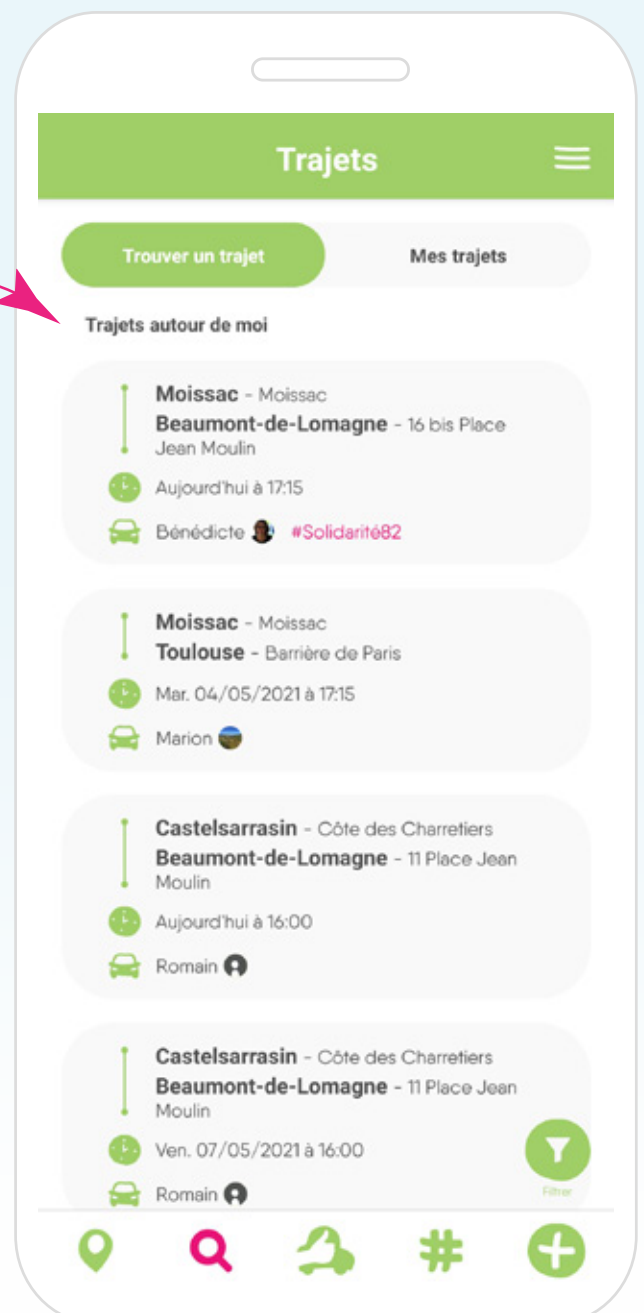 Trajets
Trouver un trajet
Mes trajets
Trajets autour de moi
Moissac - Moissac
Beaumont-de-Lomagne - 16 bis Place
Jean Moulin
Aujourd'hui à 17:15
Bénédicte #Solidarité82
Moissac - Moissac
Toulouse - Barrière de Paris
Mar. 04/05/2021 à 17:15
Marion
Castelsarrasin - Côte des Charretiers
Beaumont-de-Lomagne - 11 Place Jean
Moulin
Aujourd'hui à 16:00
Romain
Castelsarrasin - Côte des Charretiers
Beaumont-de-Lomagne - 11 Place Jean
Moulin
Ven. 07/05/2021 à 16:00
Romain
Filtrer